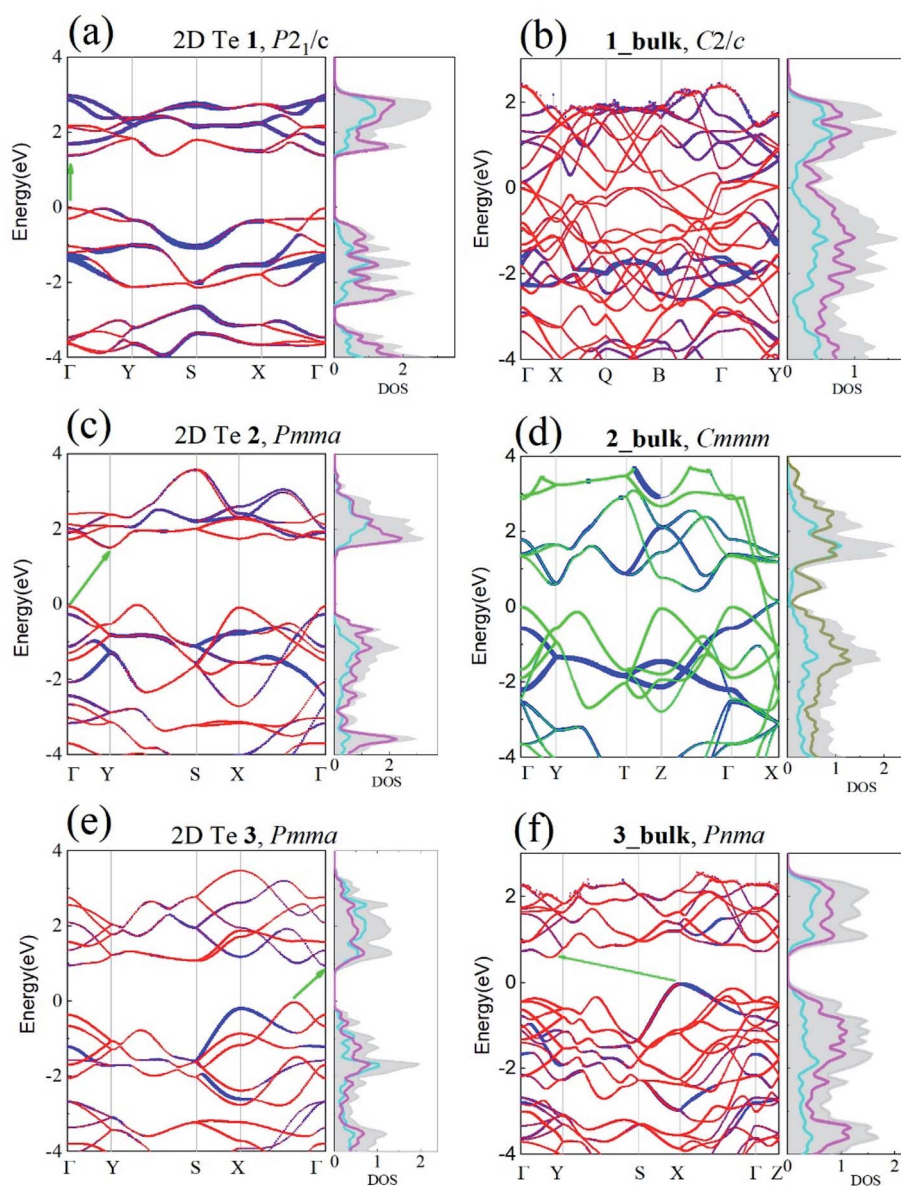 (a) 2D Te 1, P2₁/c
Energy(eV)
4
2
0
-2
-4
Γ Y S X Γ
0 2
DOS
(b) 1_bulk, C2/c
Energy(eV)
2
0
-2
-4
Γ X Q B Γ Y
0 1
DOS
(c) 2D Te 2, Pmma
Energy(eV)
4
2
0
-2
-4
Γ Y S X Γ
0 2
DOS
(d) 2_bulk, Cmmm
Energy(eV)
4
2
0
-2
-4
Γ Y T Z Γ X
0 1 2
DOS
(e) 2D Te 3, Pmma
Energy(eV)
4
2
0
-2
-4
Γ Y S X Γ
0 1 2
DOS
(f) 3_bulk, Pnma
Energy(eV)
2
0
-2
-4
Γ Y S X Γ Z
0 1 2
DOS